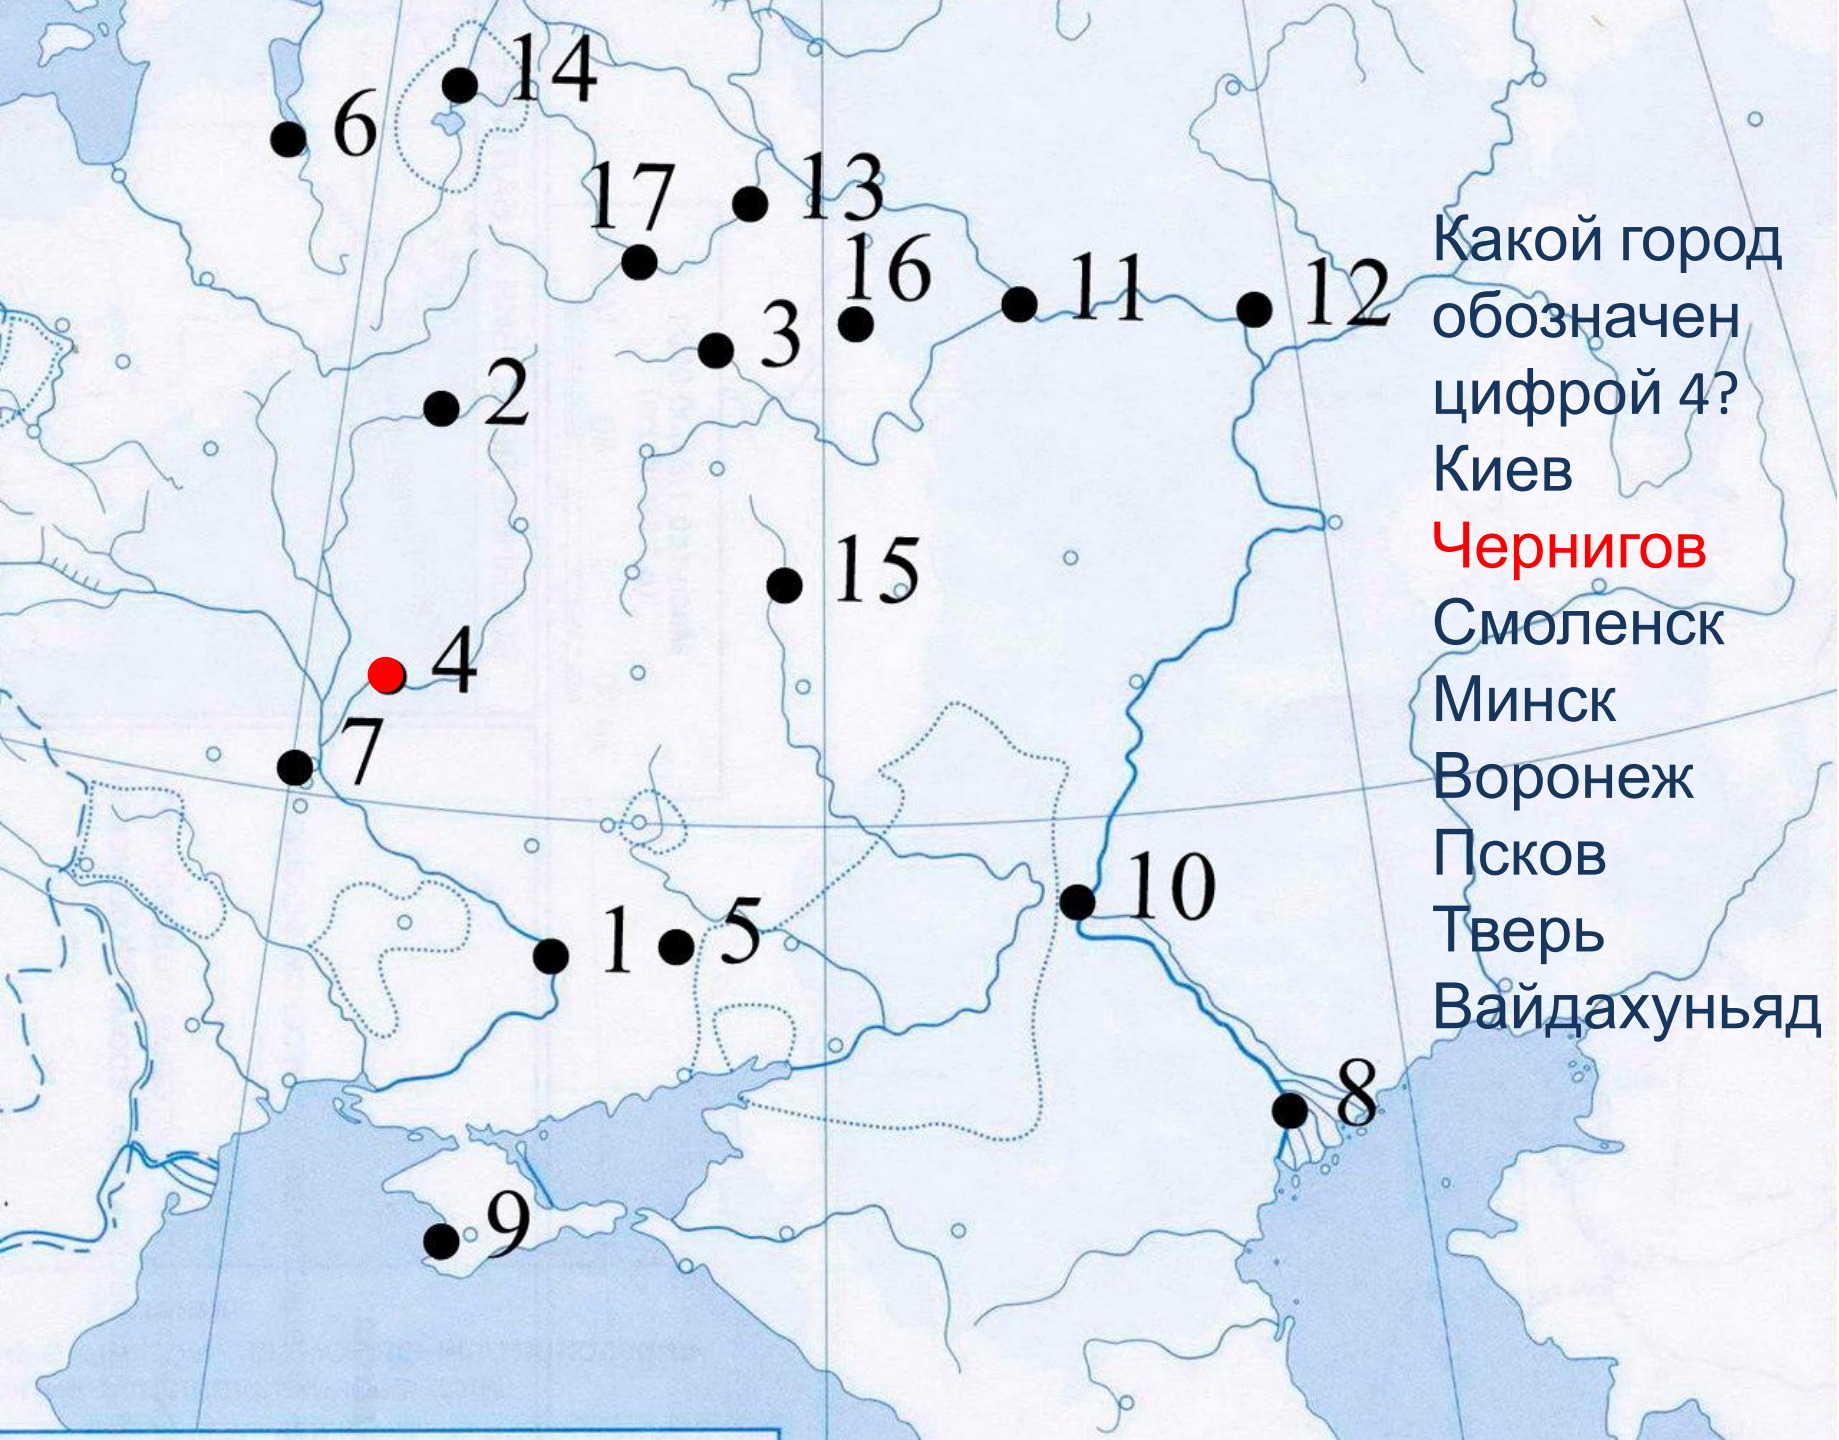 14
6
17
13
16
11
12
3
2
15
4
7
10
1
5
8
9
Какой город
обозначен
цифрой 4?
Киев
Чернигов
Смоленск
Минск
Воронеж
Псков
Тверь
Вайдахуньяд